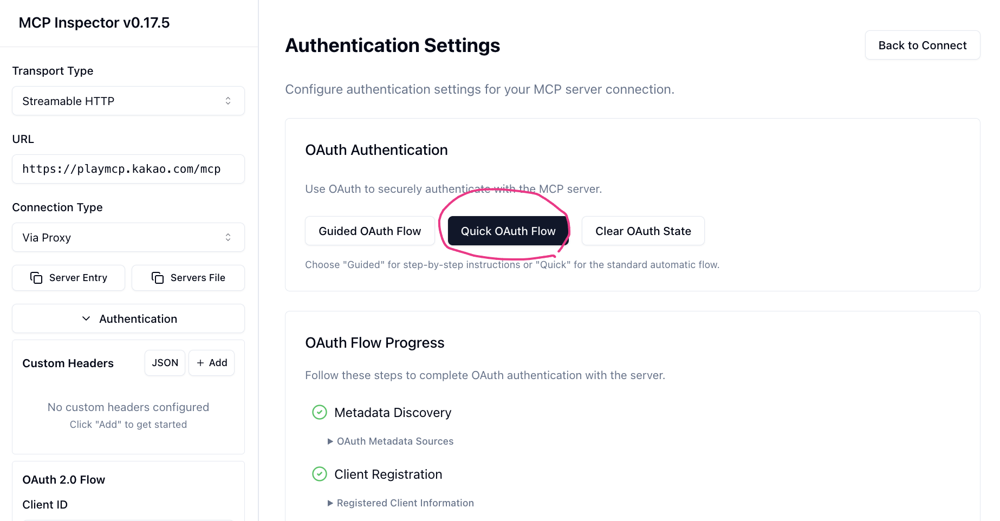 MCP Inspector v0.17.5
Transport Type
Streamable HTTP
URL
https://playmcp.kakao.com/mcp
Connection Type
Via Proxy
Server Entry
Servers File
Authentication
Custom Headers
JSON
+ Add
No custom headers configured
Click "Add" to get started
OAuth 2.0 Flow
Client ID
Authentication Settings
Back to Connect
Configure authentication settings for your MCP server connection.
OAuth Authentication
Use OAuth to securely authenticate with the MCP server.
Guided OAuth Flow
Quick OAuth Flow
Clear OAuth State
Choose "Guided" for step-by-step instructions or "Quick" for the standard automatic flow.
OAuth Flow Progress
Follow these steps to complete OAuth authentication with the server.
Metadata Discovery
OAuth Metadata Sources
Client Registration
Registered Client Information